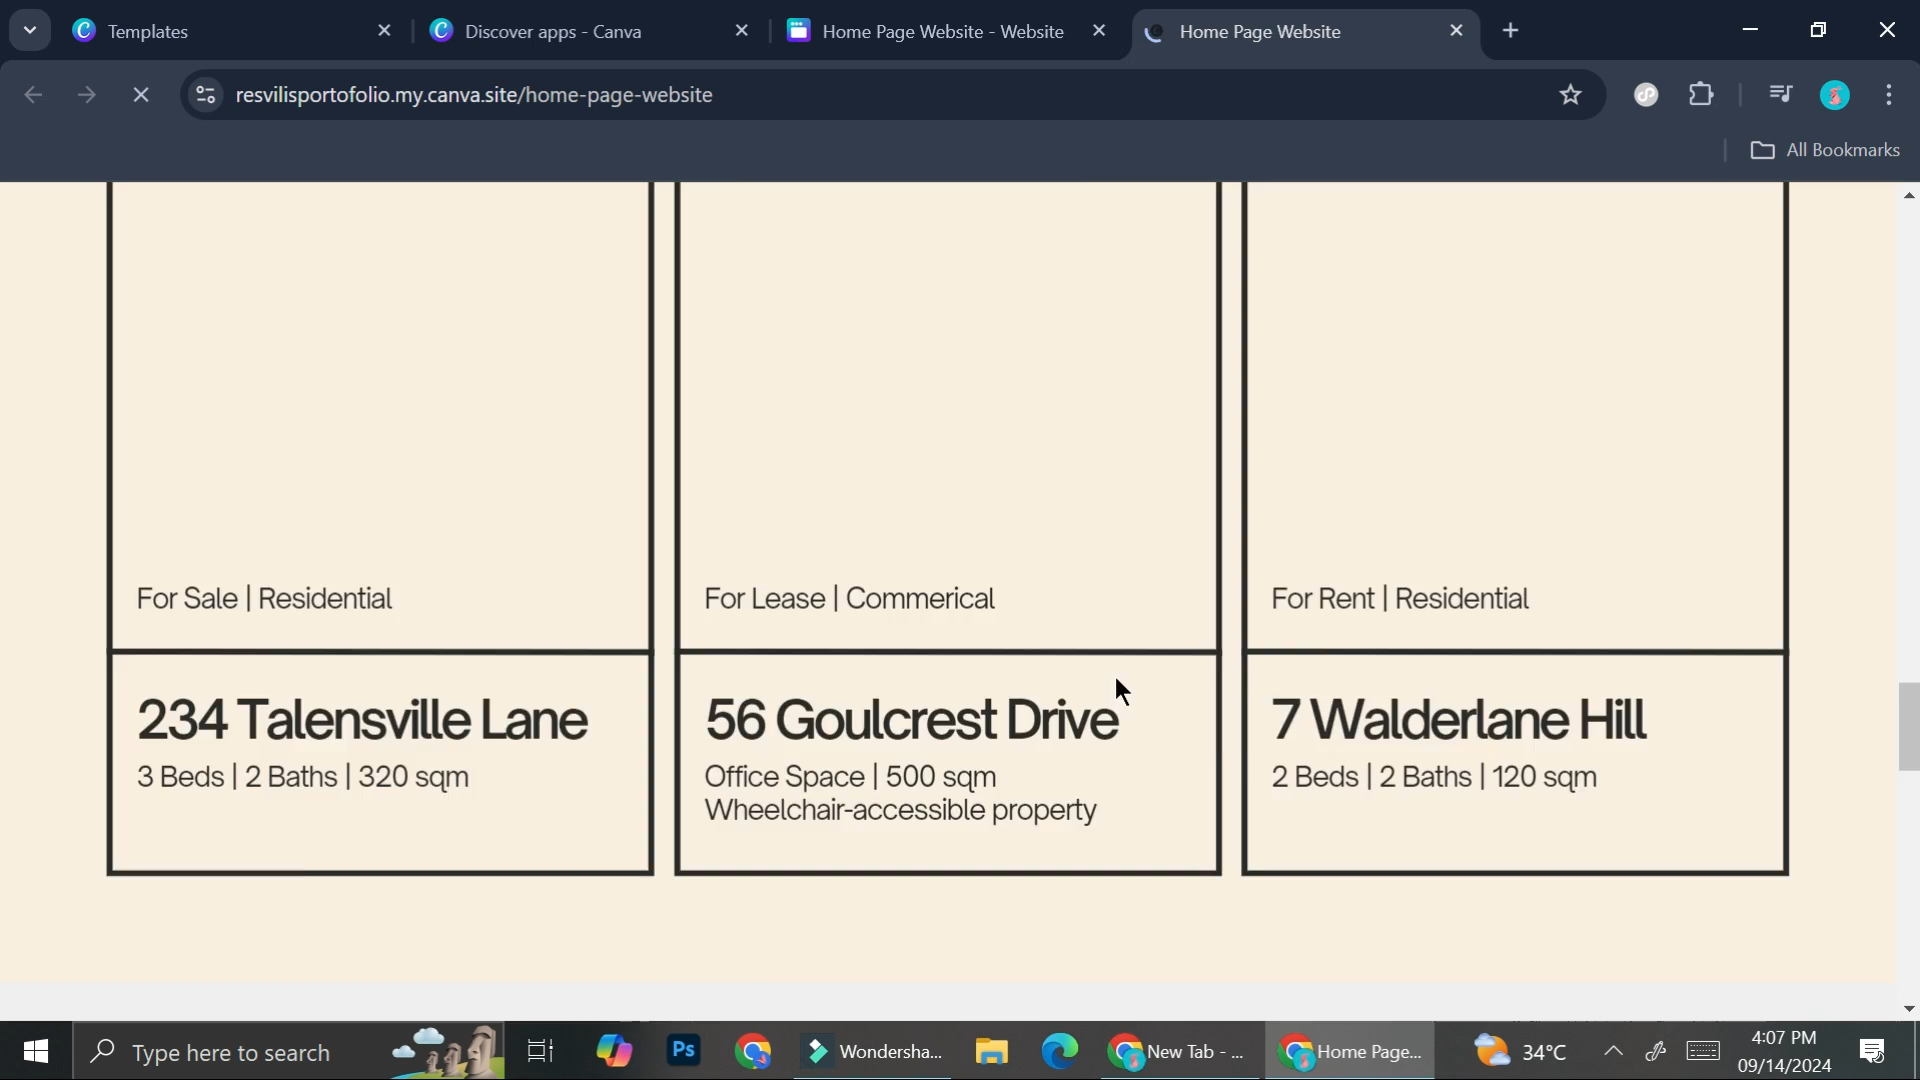 Templates
Discover apps - Canva
Home Page Website - Website
Home Page Website
resvilisportofolio.my.canva.site/home-page-website
All Bookmarks
For Sale | Residential
For Lease | Commerical
For Rent | Residential
234 Talensville Lane
56 Goulcrest Drive
7 Walderlane Hill
3 Beds | 2 Baths | 320 sqm
Office Space | 500 sqm
Wheelchair-accessible property
2 Beds | 2 Baths | 120 sqm
Type here to search
Ps
Wondersha...
New Tab - ...
Home Page...
34°C
4:07 PM
09/14/2024